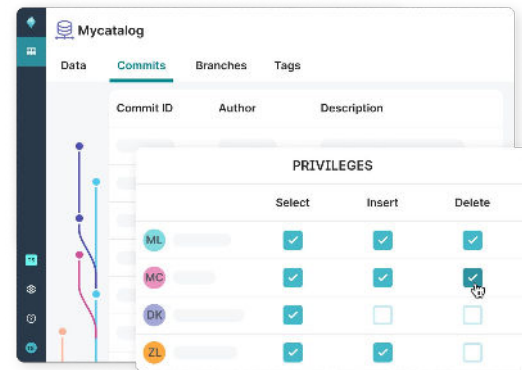 Mycatalog
Data Commits Branches Tags
Commit ID Author Description
PRIVILEGES
Select Insert Delete
ML
MC
DK
ZL